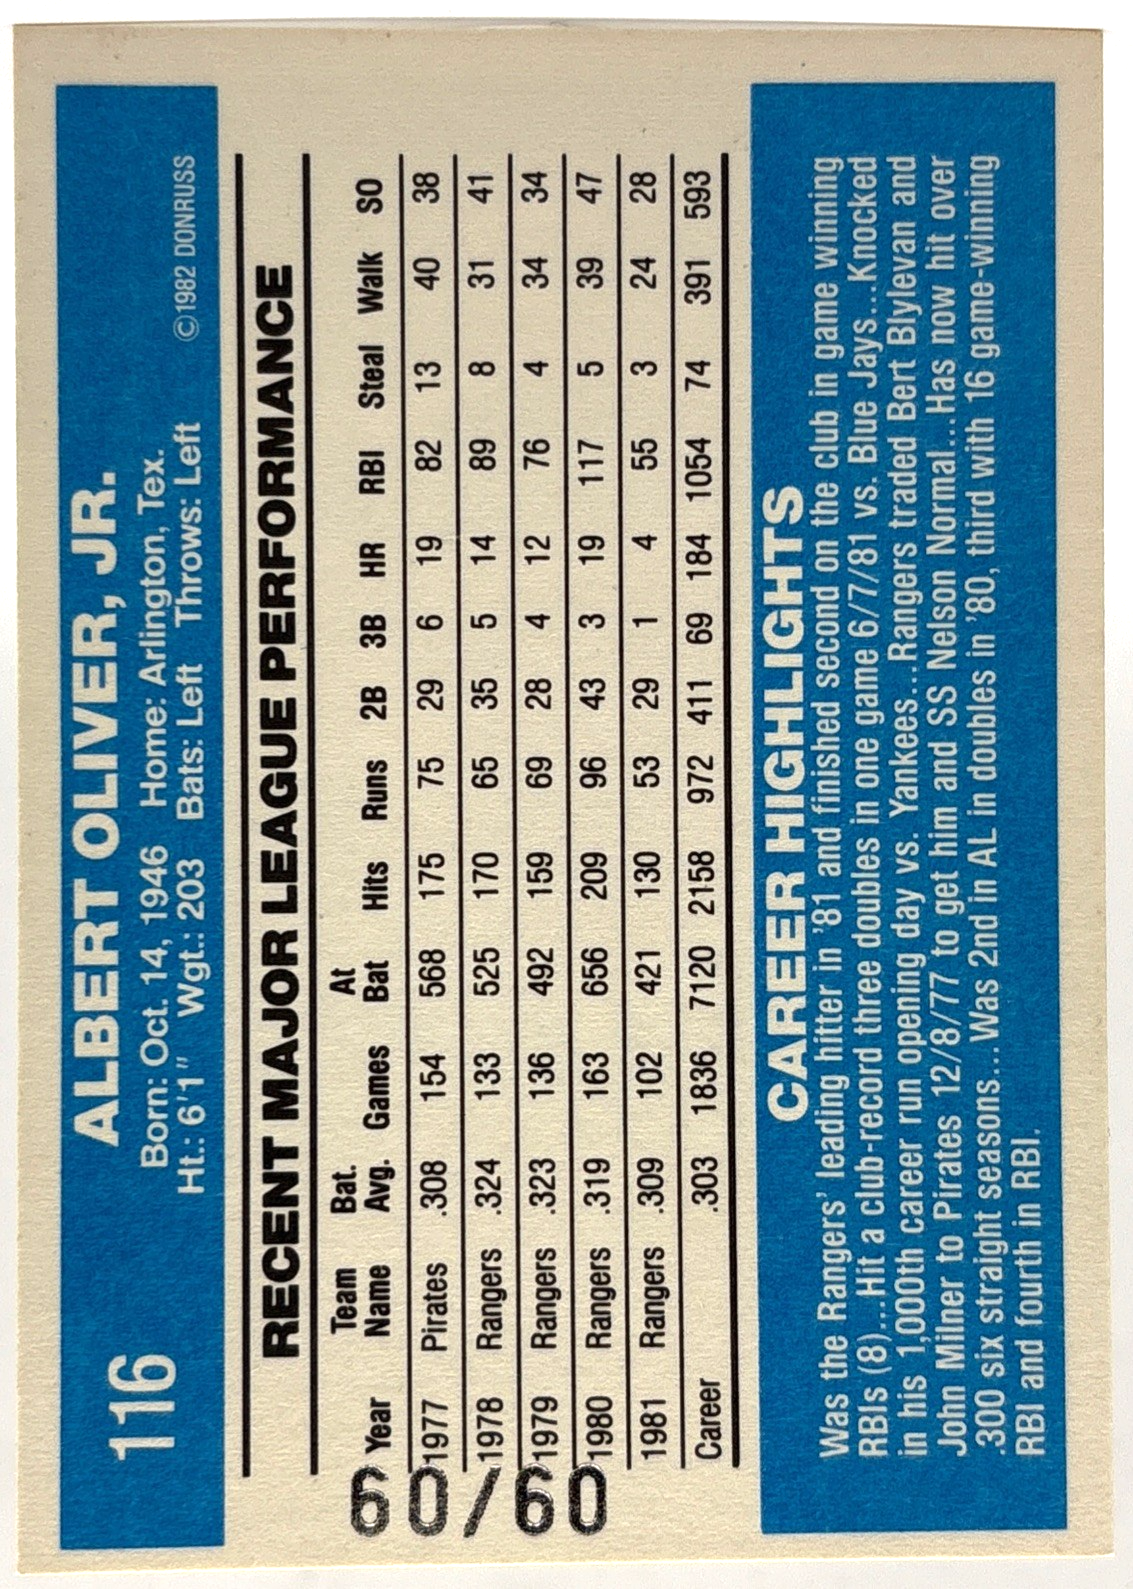 116
ALBERT OLIVER, JR.
Born: Oct. 14, 1946 Home: Arlington, Tex.
Ht.: 6'1" Wgt.: 203 Bats: Left Throws: Left ©1982 DONRUSS
RECENT MAJOR LEAGUE PERFORMANCE
Team Bat. At
Year Name Avg. Games Bat Hits Runs 2B 3B HR RBI Steal Walk SO
1977 Pirates .308 154 568 175 75 29 6 19 82 13 40 38
1978 Rangers .324 133 525 170 65 35 5 14 89 8 31 41
1979 Rangers .323 136 492 159 69 28 4 12 76 4 34 34
1980 Rangers .319 163 656 209 96 43 3 19 117 5 39 47
1981 Rangers .309 102 421 130 53 29 1 4 55 3 24 28
Career .303 1836 7120 2158 972 411 69 184 1054 74 391 593
60/60
CAREER HIGHLIGHTS
Was the Rangers' leading hitter in '81 and finished second on the club in game winning
RBIs (8)...Hit a club-record three doubles in one game 6/7/81 vs. Blue Jays...Knocked
in his 1,000th career run opening day vs. Yankees...Rangers traded Bert Blylevan and
John Milner to Pirates 12/8/77 to get him and SS Nelson Normal...Has now hit over
.300 six straight seasons...Was 2nd in AL in doubles in '80, third with 16 game-winning
RBI and fourth in RBI.